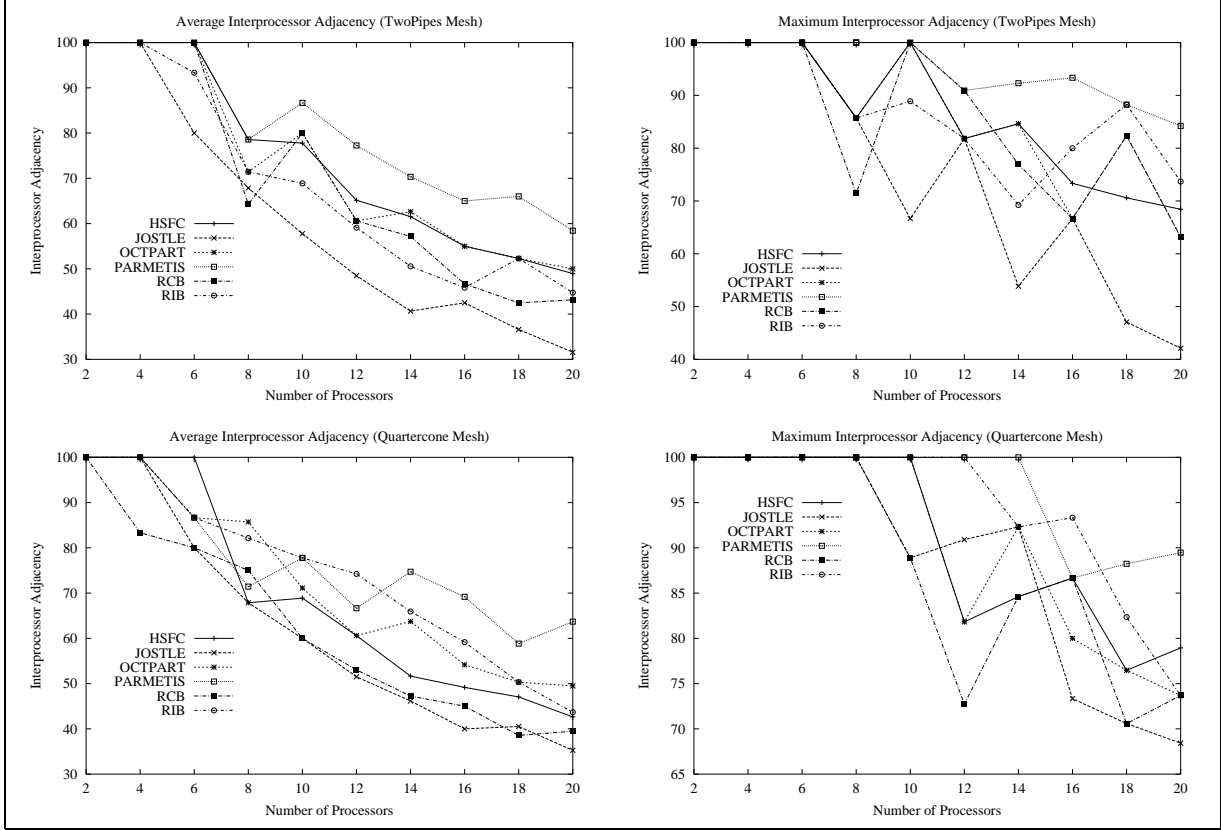 Average Interprocessor Adjacency (TwoPipes Mesh)
Interprocessor Adjacency
100
90
80
70
60
50
40
30
HSFC
JOSTLE
OCTPART
PARMETIS
RCB
RIB
2 4 6 8 10 12 14 16 18 20
Number of Processors
Maximum Interprocessor Adjacency (TwoPipes Mesh)
Interprocessor Adjacency
100
90
80
70
60
50
40
HSFC
JOSTLE
OCTPART
PARMETIS
RCB
RIB
2 4 6 8 10 12 14 16 18 20
Number of Processors
Average Interprocessor Adjacency (Quartercone Mesh)
Interprocessor Adjacency
100
90
80
70
60
50
40
30
HSFC
JOSTLE
OCTPART
PARMETIS
RCB
RIB
2 4 6 8 10 12 14 16 18 20
Number of Processors
Maximum Interprocessor Adjacency (Quartercone Mesh)
Interprocessor Adjacency
100
95
90
85
80
75
70
65
HSFC
JOSTLE
OCTPART
PARMETIS
RCB
RIB
2 4 6 8 10 12 14 16 18 20
Number of Processors